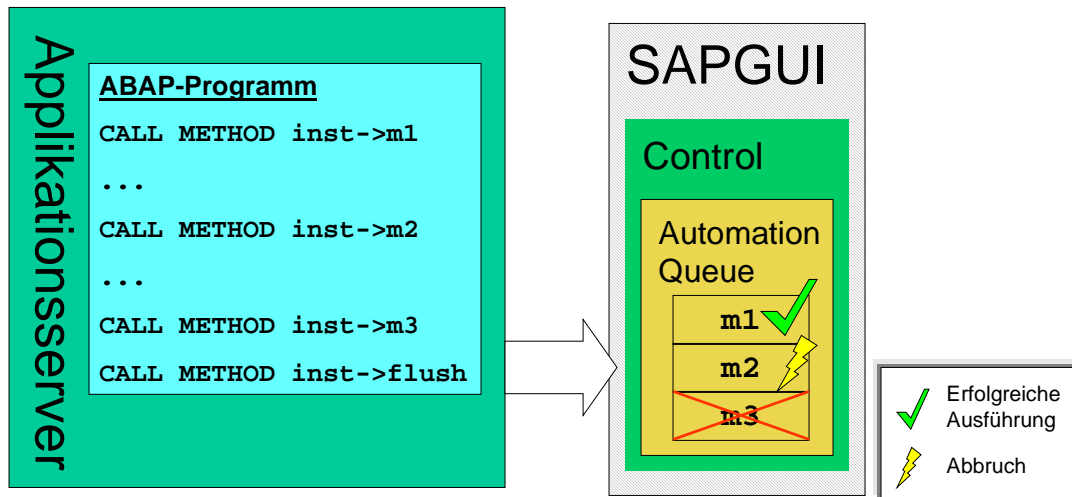 Applikationsserver
ABAP-Programm
CALL METHOD inst->m1
...
CALL METHOD inst->m2
...
CALL METHOD inst->m3
CALL METHOD inst->flush
SAPGUI
Control
Automation
Queue
m1
m2
m3
Erfolgreiche
Ausführung
Abbruch